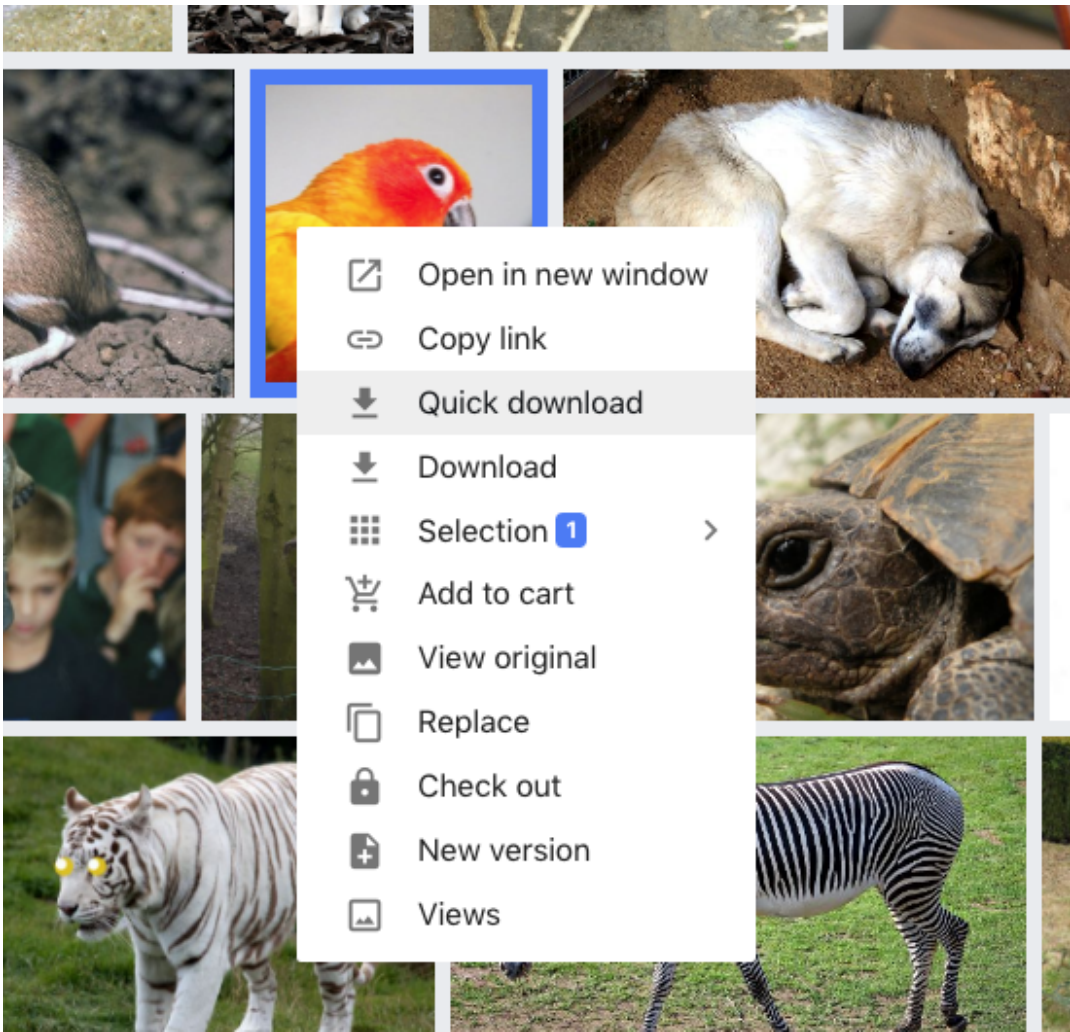 Open in new window
Copy link
Quick download
Download
Selection 1
Add to cart
View original
Replace
Check out
New version
Views